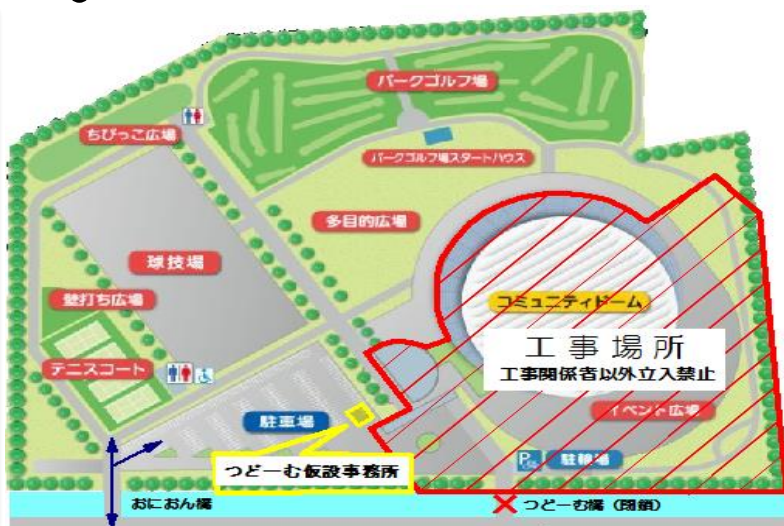 パークゴルフ場
ちびっこ広場
パークゴルフ場スタートハウス
多目的広場
球技場
壁打ち広場
コミュニティドーム
テニスコート
工事場所
工事関係者以外立入禁止
イベント広場
駐車場
つどーむ仮設事務所
駐輪場
おにおん橋
つどーむ橋（閉鎖）